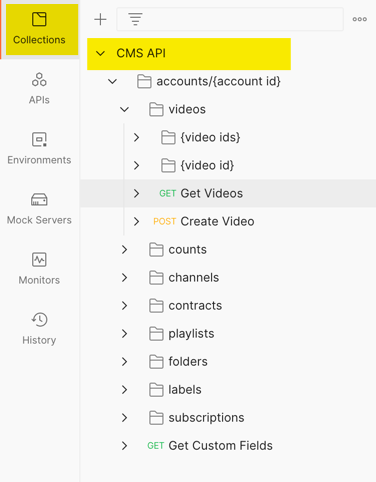 Collections
APIs
Environments
Mock Servers
Monitors
History
CMS API
accounts/{account id}
videos
{video ids}
{video id}
GET Get Videos
POST Create Video
counts
channels
contracts
playlists
folders
labels
subscriptions
GET Get Custom Fields